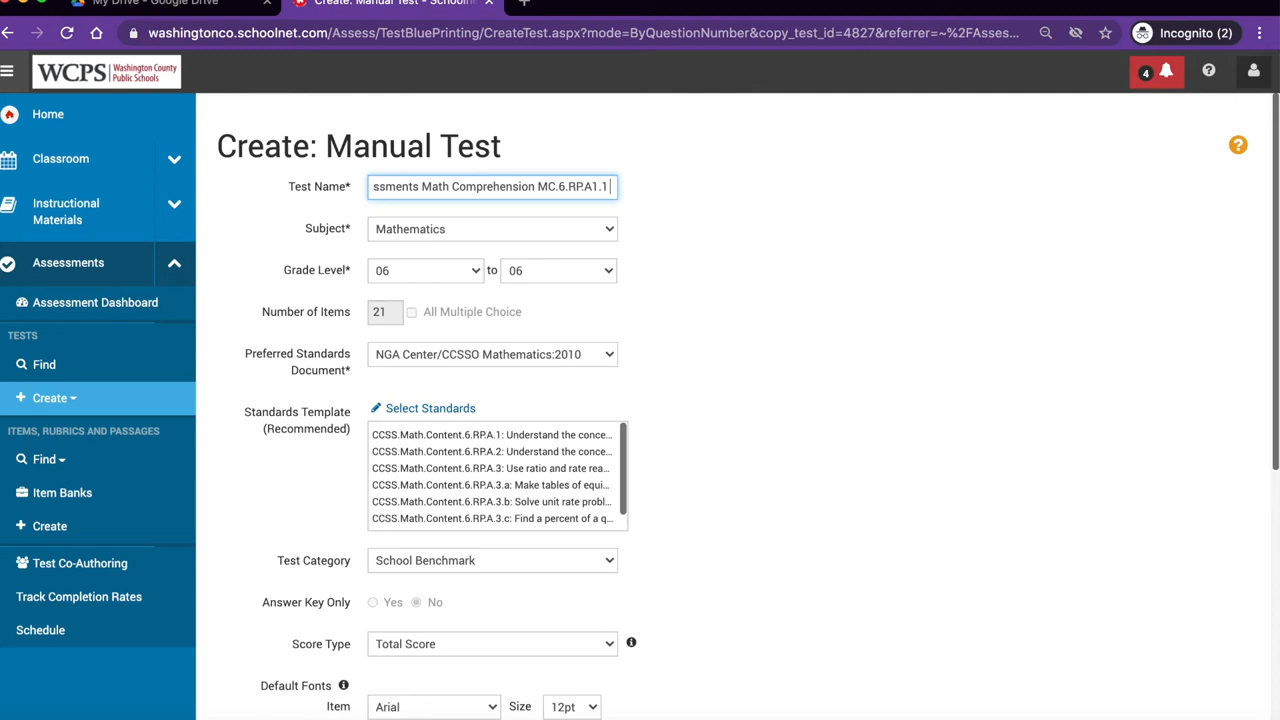 My Drive - Google Drive
Create: Manual Test - Schooln
washingtonco.schoolnet.com/Assess/TestBluePrinting/CreateTest.aspx?mode=ByQuestionNumber&copy_test_id=4827&referrer=~%2FAsses...
Incognito (2)
WCPS Washington County Public Schools
4
Home
Classroom
Instructional Materials
Assessments
Assessment Dashboard
TESTS
Find
Create
ITEMS, RUBRICS AND PASSAGES
Find
Item Banks
Create
Test Co-Authoring
Track Completion Rates
Schedule
Create: Manual Test
Test Name* ssments Math Comprehension MC.6.RP.A1.1
Subject* Mathematics
Grade Level* 06 to 06
Number of Items 21 All Multiple Choice
Preferred Standards Document* NGA Center/CCSSO Mathematics:2010
Standards Template (Recommended) Select Standards
CCSS.Math.Content.6.RP.A.1: Understand the conce...
CCSS.Math.Content.6.RP.A.2: Understand the conce...
CCSS.Math.Content.6.RP.A.3: Use ratio and rate rea...
CCSS.Math.Content.6.RP.A.3.a: Make tables of equi...
CCSS.Math.Content.6.RP.A.3.b: Solve unit rate probl...
CCSS.Math.Content.6.RP.A.3.c: Find a percent of a q...
Test Category School Benchmark
Answer Key Only Yes No
Score Type Total Score
Default Fonts
Item Arial Size 12pt